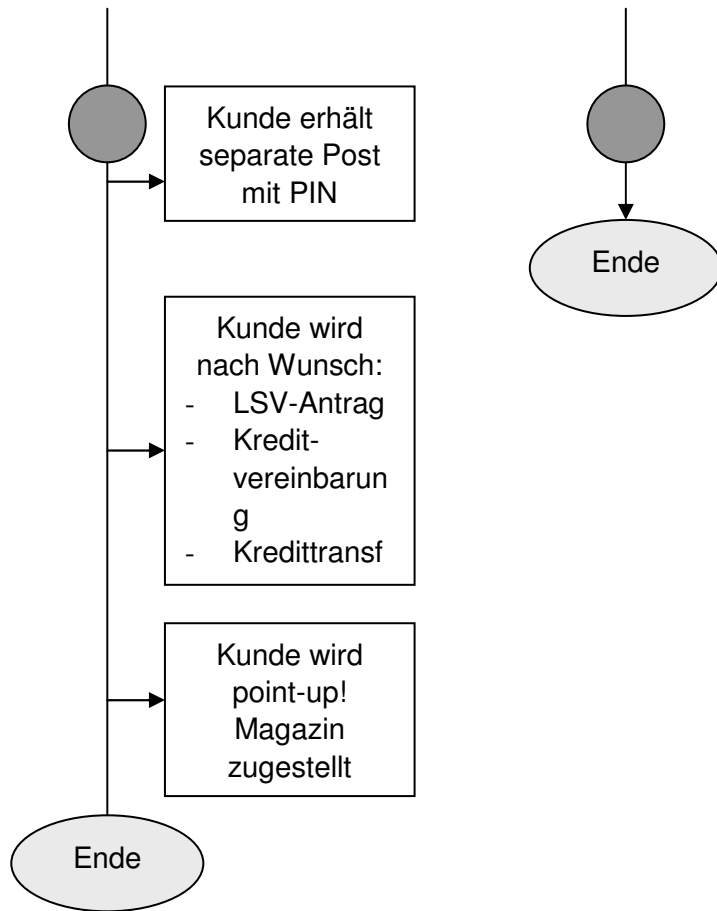 Kunde erhält
separate Post
mit PIN
Ende
Kunde wird
nach Wunsch:
- LSV-Antrag
- Kredit-
vereinbarun
g
- Kredittransf
Kunde wird
point-up!
Magazin
zugestellt
Ende